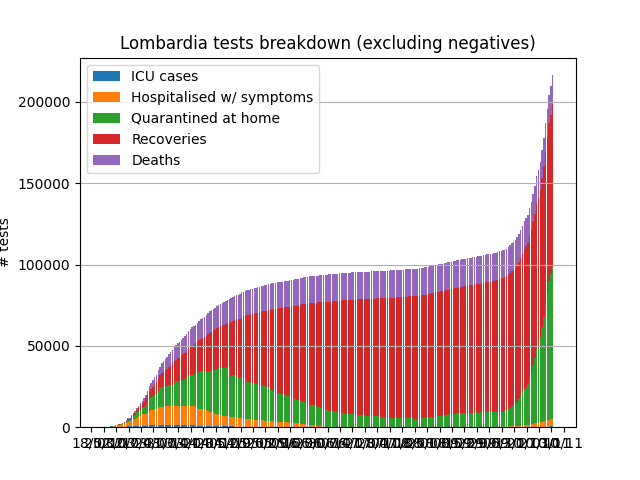 Lombardia tests breakdown (excluding negatives)
ICU cases
Hospitalised w/ symptoms
Quarantined at home
Recoveries
Deaths
200000
150000
100000
50000
0
# tests